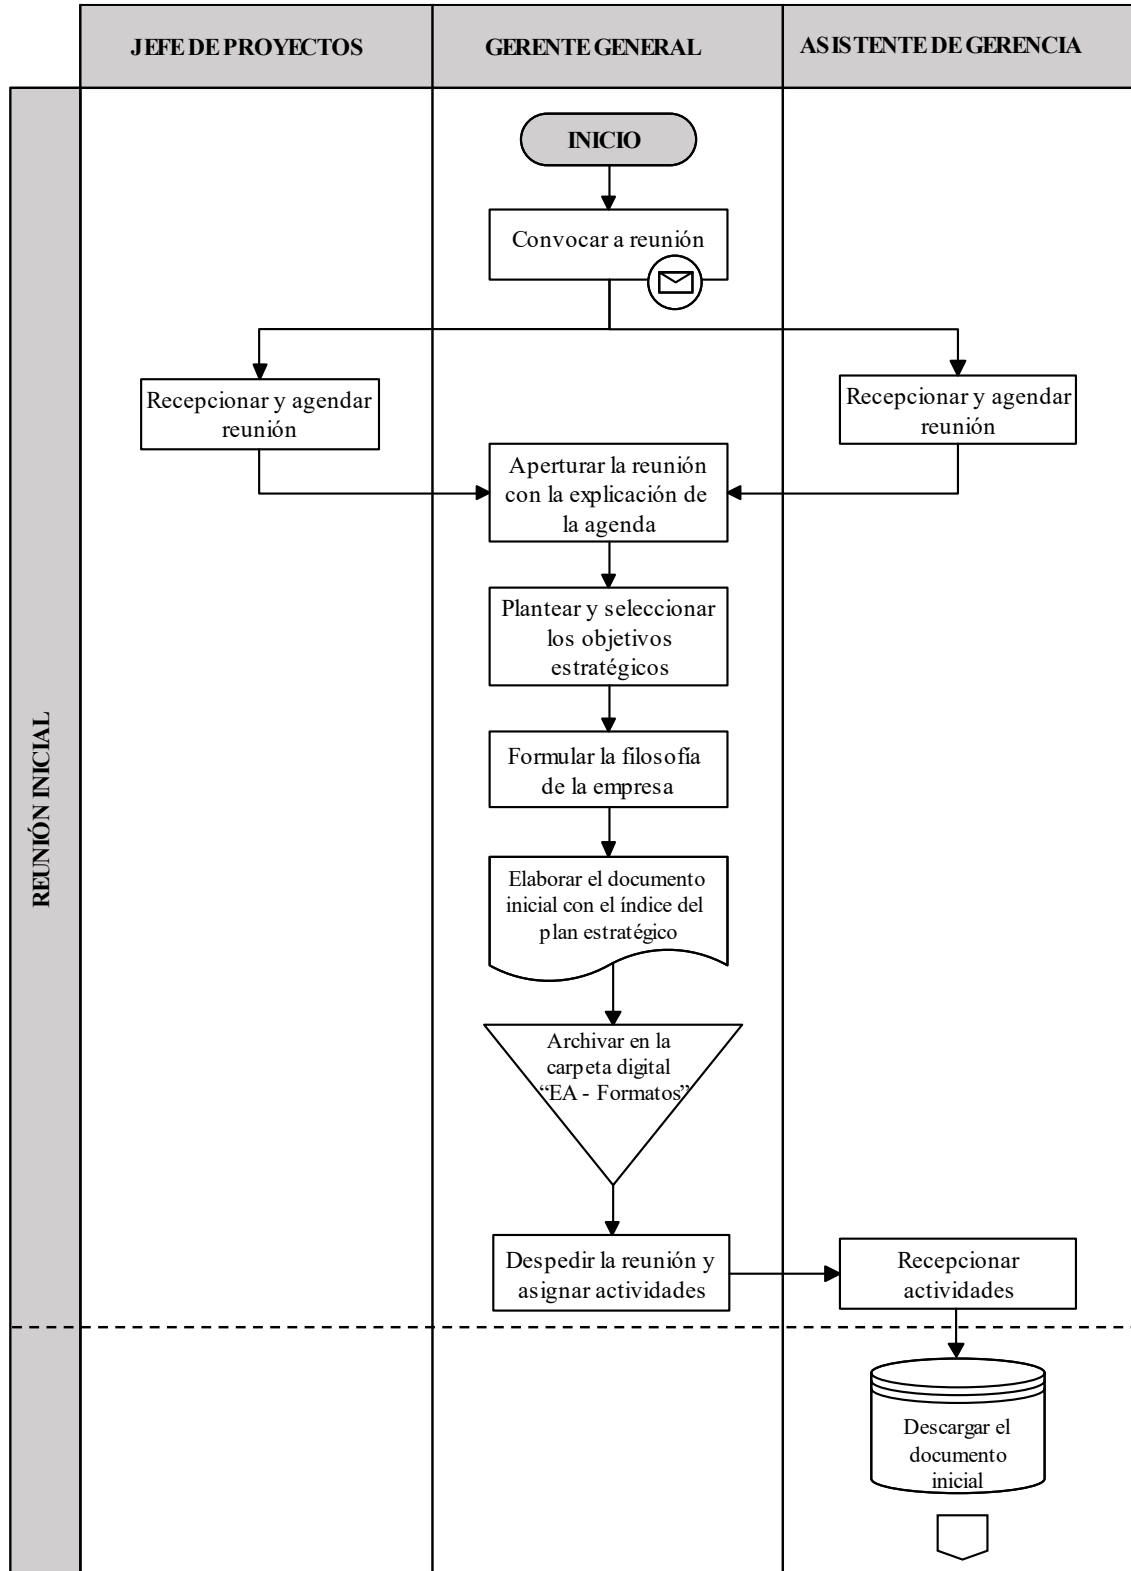 JEFE DE PROYECTOS
GERENTE GENERAL
ASISTENTE DE GERENCIA
REUNIÓN INICIAL
INICIO
Convocar a reunión
Recepcionar y agendar
reunión
Recepcionar y agendar
reunión
Aperturar la reunión
con la explicación de
la agenda
Plantear y seleccionar
los objetivos
estratégicos
Formular la filosofía
de la empresa
Elaborar el documento
inicial con el índice del
plan estratégico
Archivar en la
carpeta digital
“EA - Formatos”
Despedir la reunión y
asignar actividades
Recepcionar
actividades
Descargar el
documento
inicial